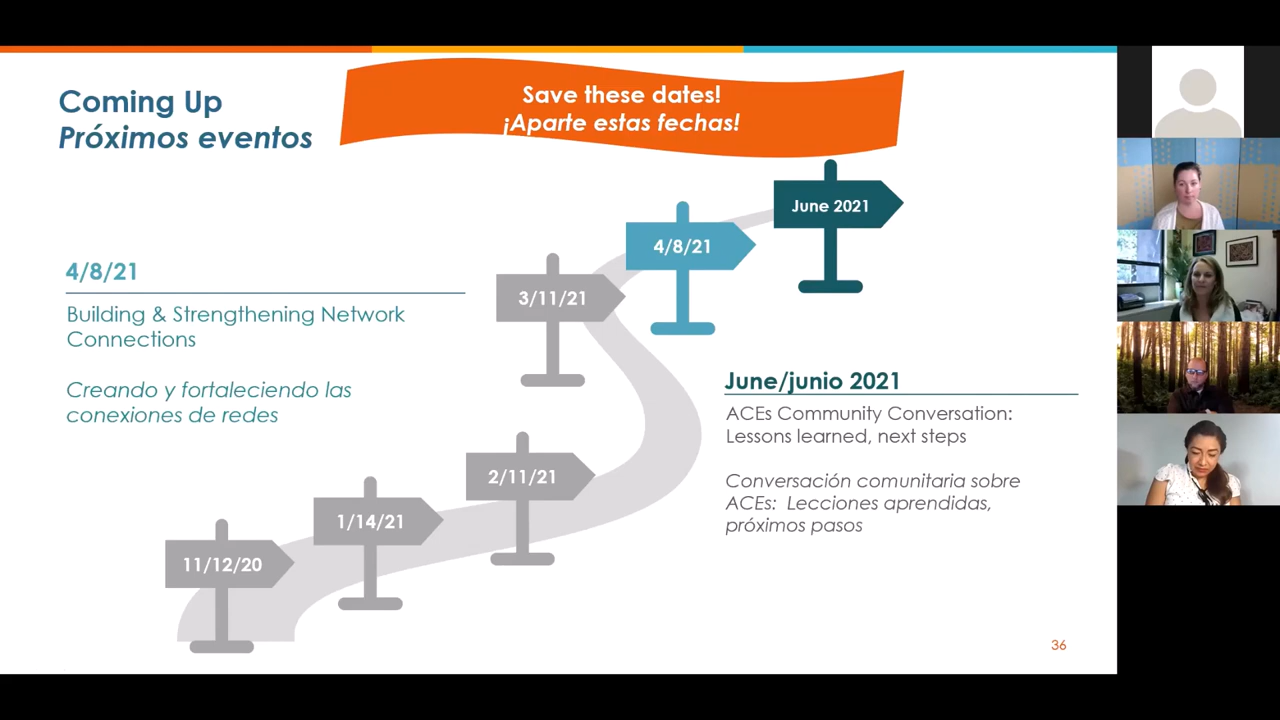 Coming Up
Próximos eventos
Save these dates!
¡Aparte estas fechas!
June 2021
4/8/21
3/11/21
2/11/21
1/14/21
11/12/20
4/8/21
Building & Strengthening Network
Connections
Creando y fortaleciendo las
conexiones de redes
June/junio 2021
ACEs Community Conversation:
Lessons learned, next steps
Conversación comunitaria sobre
ACEs: Lecciones aprendidas,
próximos pasos
36